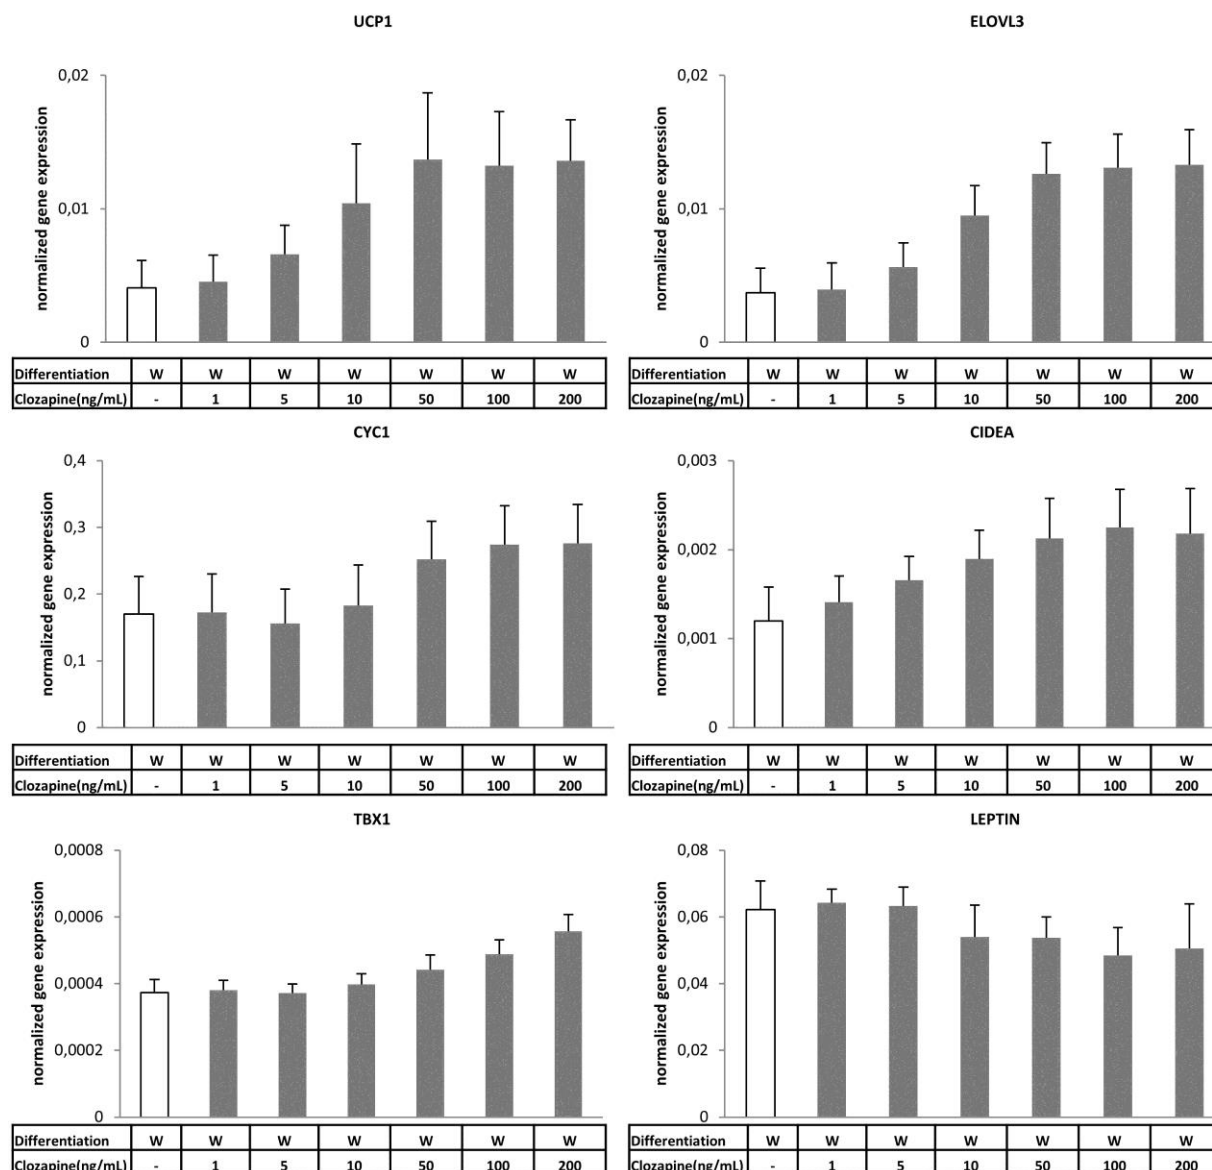 UCP1
normalized gene expression
0,02
0,01
0
Differentiation W W W W W W W
Clozapine(ng/mL) - 1 5 10 50 100 200
ELOVL3
normalized gene expression
0,02
0,01
0
Differentiation W W W W W W W
Clozapine(ng/mL) - 1 5 10 50 100 200
CYC1
normalized gene expression
0,4
0,3
0,2
0,1
0
Differentiation W W W W W W W
Clozapine(ng/mL) - 1 5 10 50 100 200
CIDEA
normalized gene expression
0,003
0,002
0,001
0
Differentiation W W W W W W W
Clozapine(ng/mL) - 1 5 10 50 100 200
TBX1
normalized gene expression
0,0008
0,0006
0,0004
0,0002
0
Differentiation W W W W W W W
Clozapine(ng/mL) - 1 5 10 50 100 200
LEPTIN
normalized gene expression
0,08
0,06
0,04
0,02
0
Differentiation W W W W W W W
Clozapine(ng/mL) - 1 5 10 50 100 200